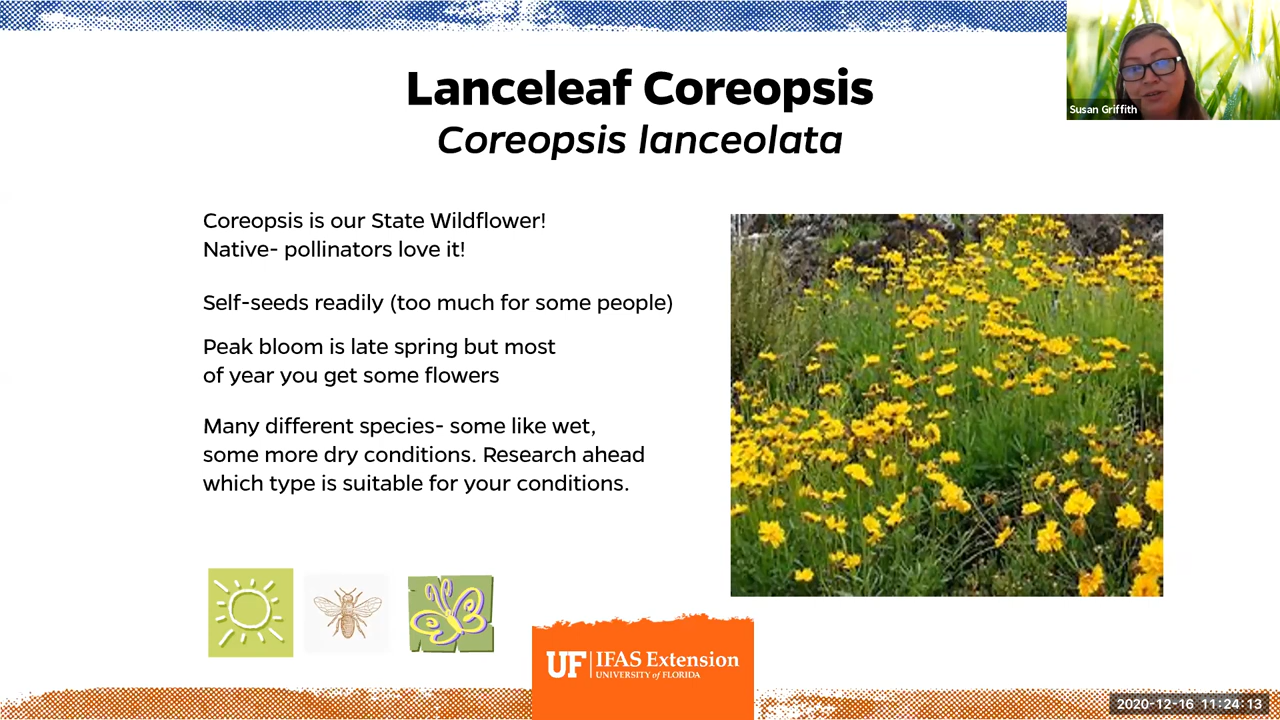 Lanceleaf Coreopsis
Coreopsis lanceolata
Susan Griffith
Coreopsis is our State Wildflower!
Native- pollinators love it!
Self-seeds readily (too much for some people)
Peak bloom is late spring but most
of year you get some flowers
Many different species- some like wet,
some more dry conditions. Research ahead
which type is suitable for your conditions.
UF IFAS Extension
UNIVERSITY of FLORIDA
2020-12-16 11:24:13